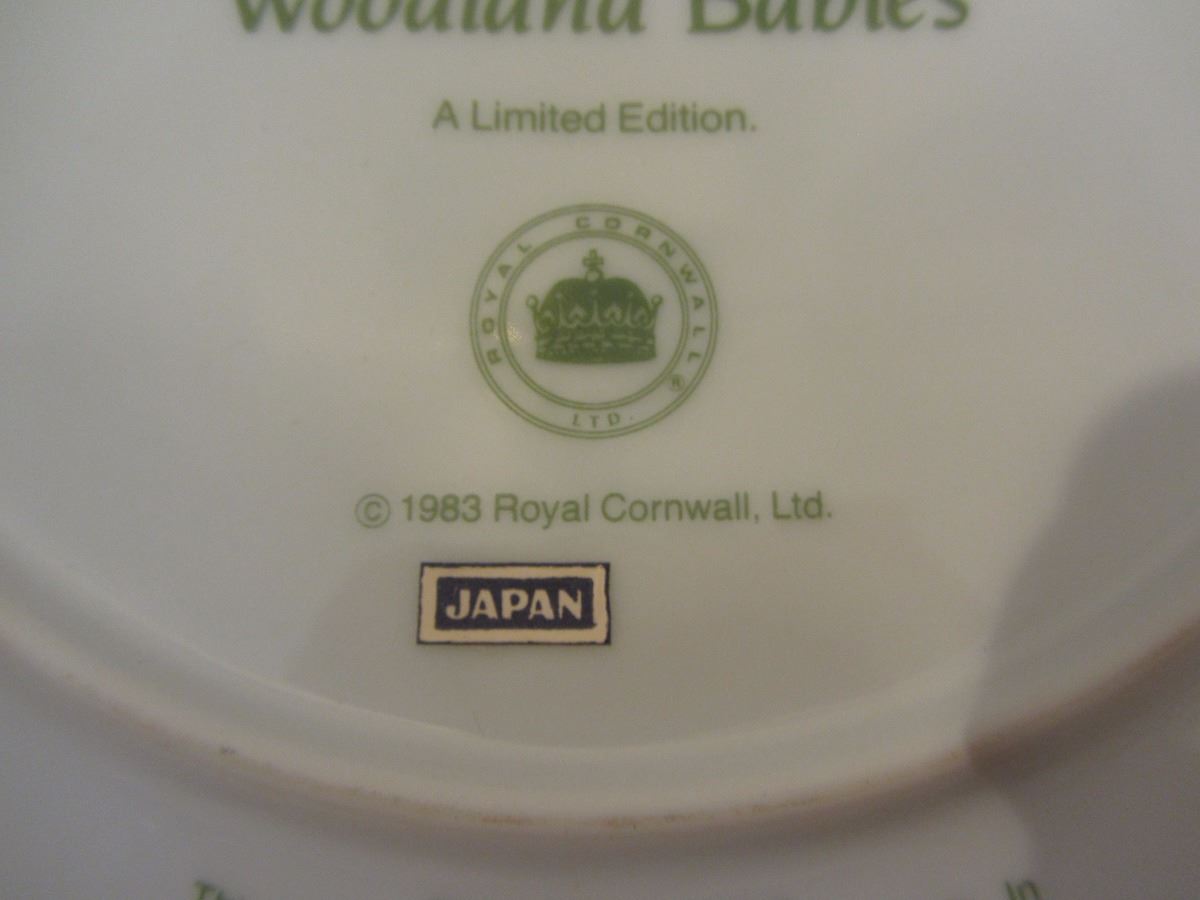 Woodland Babies
A Limited Edition.
ROYAL CORNWALL ®
LTD.
© 1983 Royal Cornwall, Ltd.
JAPAN